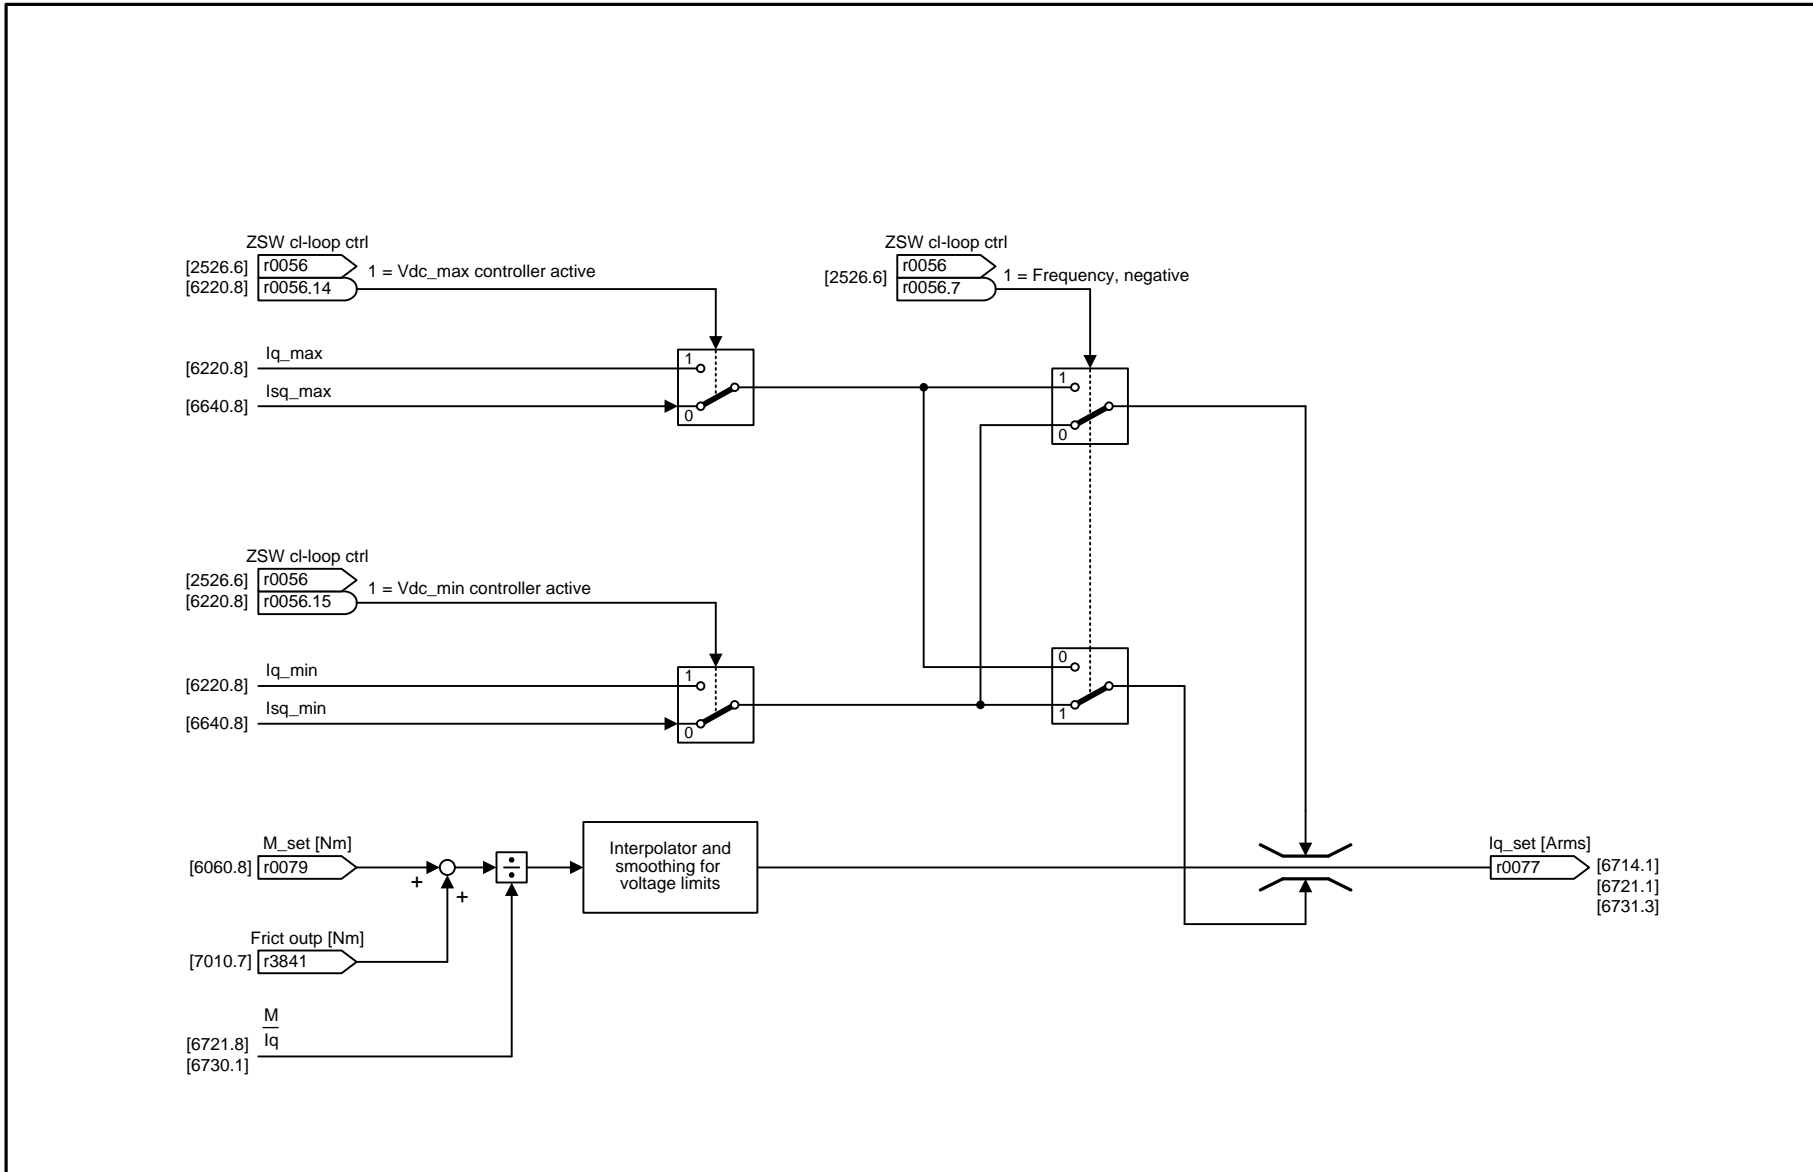 ZSW cl-loop ctrl
[2526.6] r0056
1 = Vdc_max controller active
[6220.8] r0056.14
ZSW cl-loop ctrl
r0056
[2526.6]
1 = Frequency, negative
r0056.7
Iq_max
[6220.8]
1
Isq_max
[6640.8]
0
1
0
ZSW cl-loop ctrl
[2526.6] r0056
1 = Vdc_min controller active
[6220.8] r0056.15
Iq_min
[6220.8]
1
Isq_min
[6640.8]
0
0
1
M_set [Nm]
[6060.8] r0079
+
+
÷
Interpolator and
smoothing for
voltage limits
Iq_set [Arms]
r0077 [6714.1]
[6721.1]
[6731.3]
Frict outp [Nm]
[7010.7] r3841
M
Iq
[6721.8]
[6730.1]